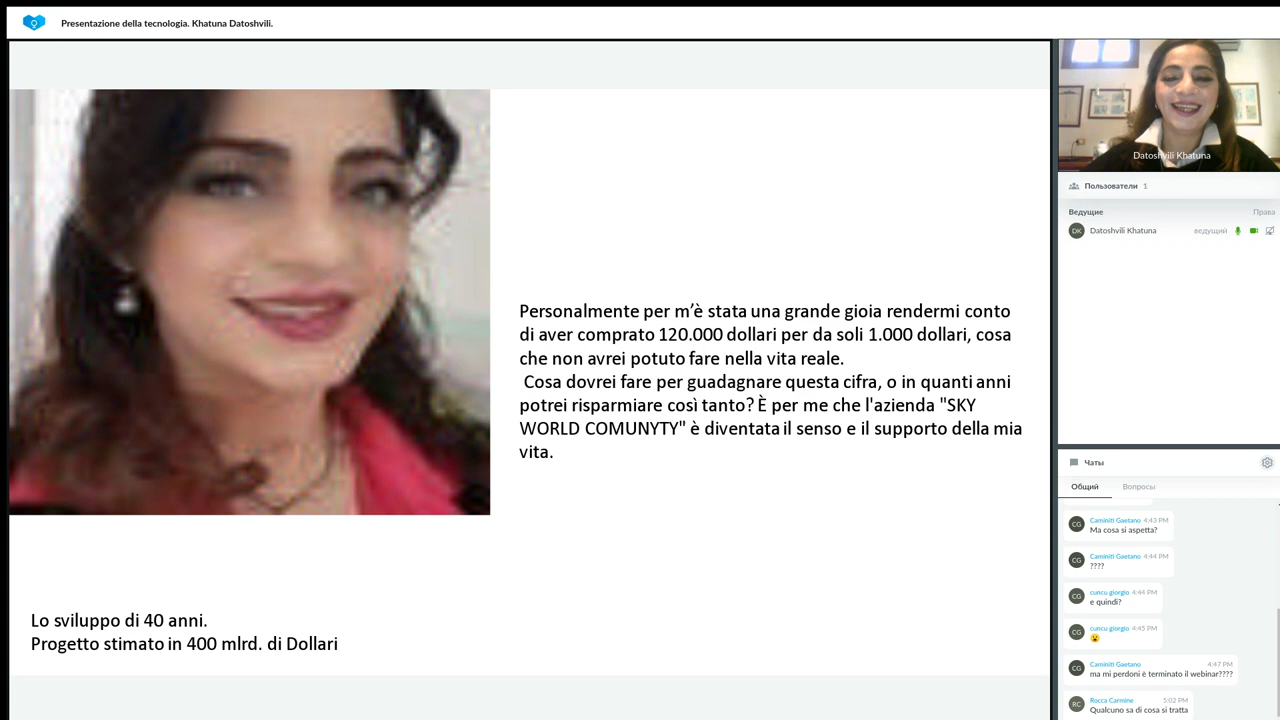 Presentazione della tecnologia. Khatuna Datoshvili.
Personalmente per m’è stata una grande gioia rendermi conto
di aver comprato 120.000 dollari per da soli 1.000 dollari, cosa
che non avrei potuto fare nella vita reale.
Cosa dovrei fare per guadagnare questa cifra, o in quanti anni
potrei risparmiare così tanto? È per me che l'azienda "SKY
WORLD COMUNYTY" è diventata il senso e il supporto della mia
vita.
Lo sviluppo di 40 anni.
Progetto stimato in 400 mlrd. di Dollari
Datoshvili Khatuna
Пользователи 1
Ведущие Права
DK Datoshvili Khatuna ведущий
Чаты
Общий Вопросы
CG Caminiti Gaetano 4:43 PM
Ma cosa si aspetta?
CG Caminiti Gaetano 4:44 PM
????
CG cuncu giorgio 4:44 PM
e quindi?
CG cuncu giorgio 4:45 PM
😮
CG Caminiti Gaetano 4:47 PM
ma mi perdoni è terminato il webinar????
RC Rocca Carmine 5:02 PM
Qualcuno sa di cosa si tratta